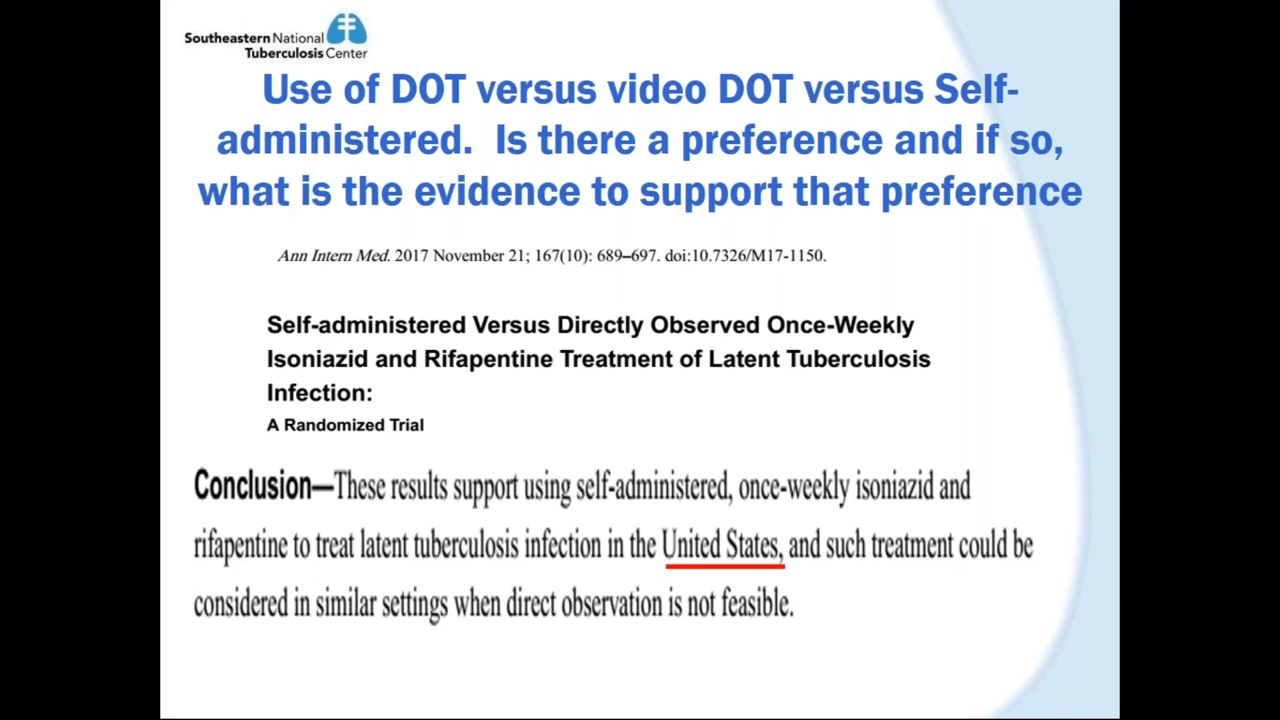 Southeastern National
Tuberculosis Center
Use of DOT versus video DOT versus Self-
administered.  Is there a preference and if so,
what is the evidence to support that preference
Ann Intern Med. 2017 November 21; 167(10): 689–697. doi:10.7326/M17-1150.
Self-administered Versus Directly Observed Once-Weekly
Isoniazid and Rifapentine Treatment of Latent Tuberculosis
Infection:
A Randomized Trial
Conclusion—These results support using self-administered, once-weekly isoniazid and
rifapentine to treat latent tuberculosis infection in the United States, and such treatment could be
considered in similar settings when direct observation is not feasible.